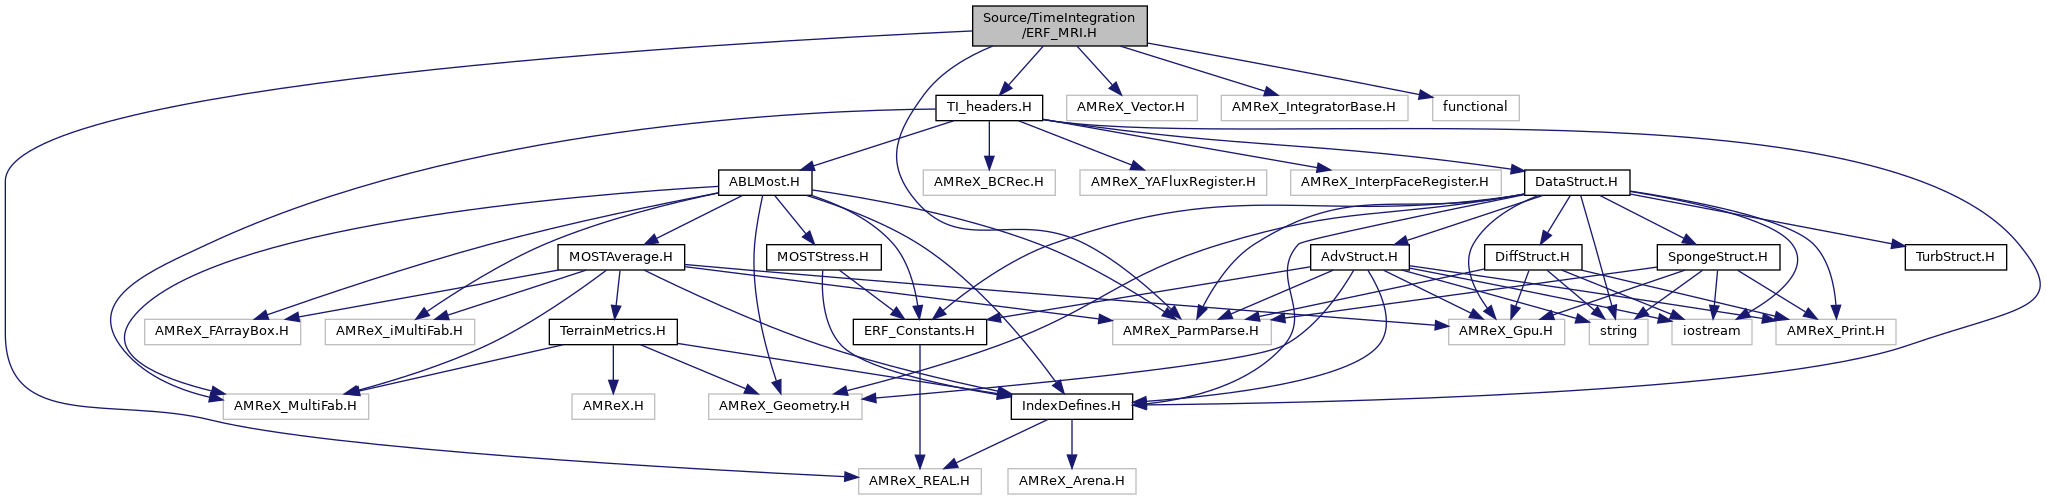 Source/TimeIntegration
/ERF_MRI.H
TI_headers.H
AMReX_Vector.H
AMReX_IntegratorBase.H
functional
ABLMost.H
AMReX_BCRec.H
AMReX_YAFluxRegister.H
AMReX_InterpFaceRegister.H
DataStruct.H
MOSTAverage.H
MOSTStress.H
AdvStruct.H
DiffStruct.H
SpongeStruct.H
TurbStruct.H
AMReX_FArrayBox.H
AMReX_iMultiFab.H
TerrainMetrics.H
ERF_Constants.H
AMReX_ParmParse.H
AMReX_Gpu.H
string
iostream
AMReX_Print.H
AMReX_MultiFab.H
AMReX.H
AMReX_Geometry.H
IndexDefines.H
AMReX_REAL.H
AMReX_Arena.H